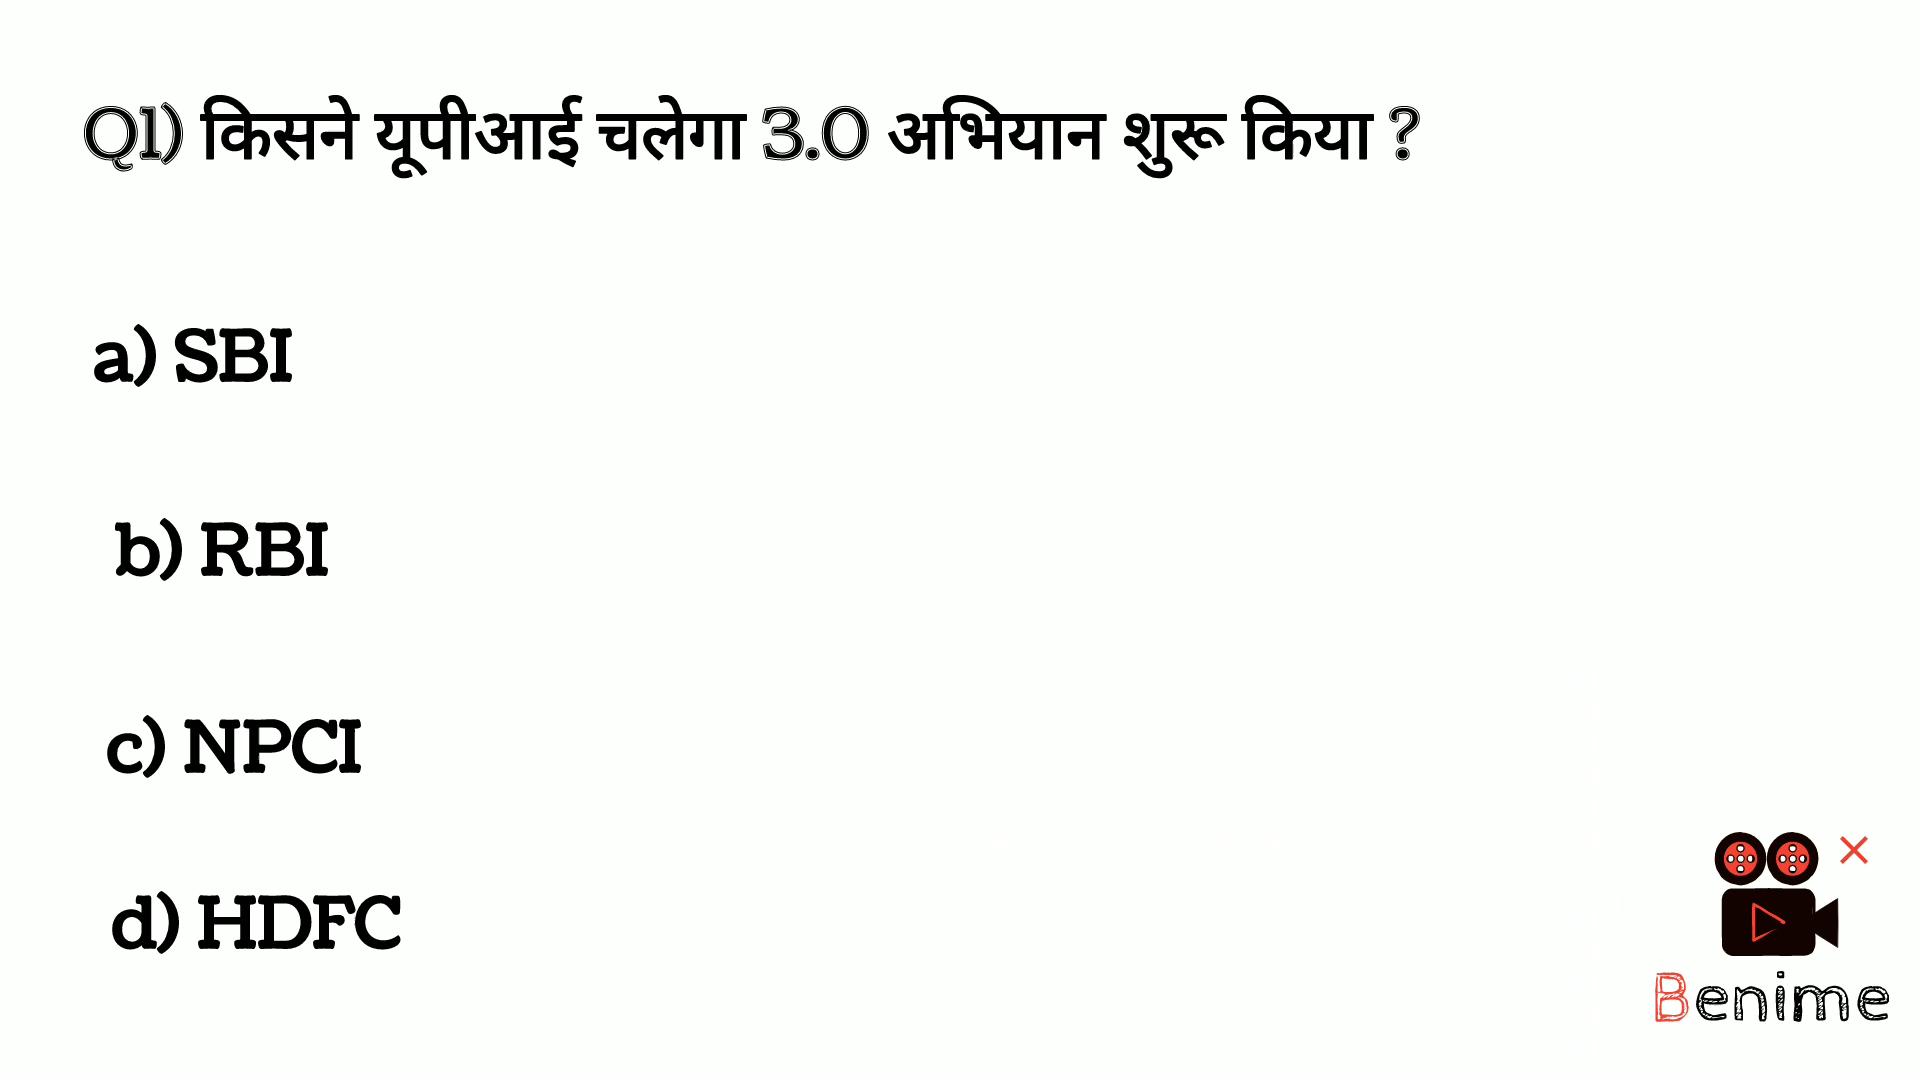 Q1) किसने यूपीआई चलेगा 3.0 अभियान शुरू किया ?
a) SBI
b) RBI
c) NPCI
d) HDFC
Benime